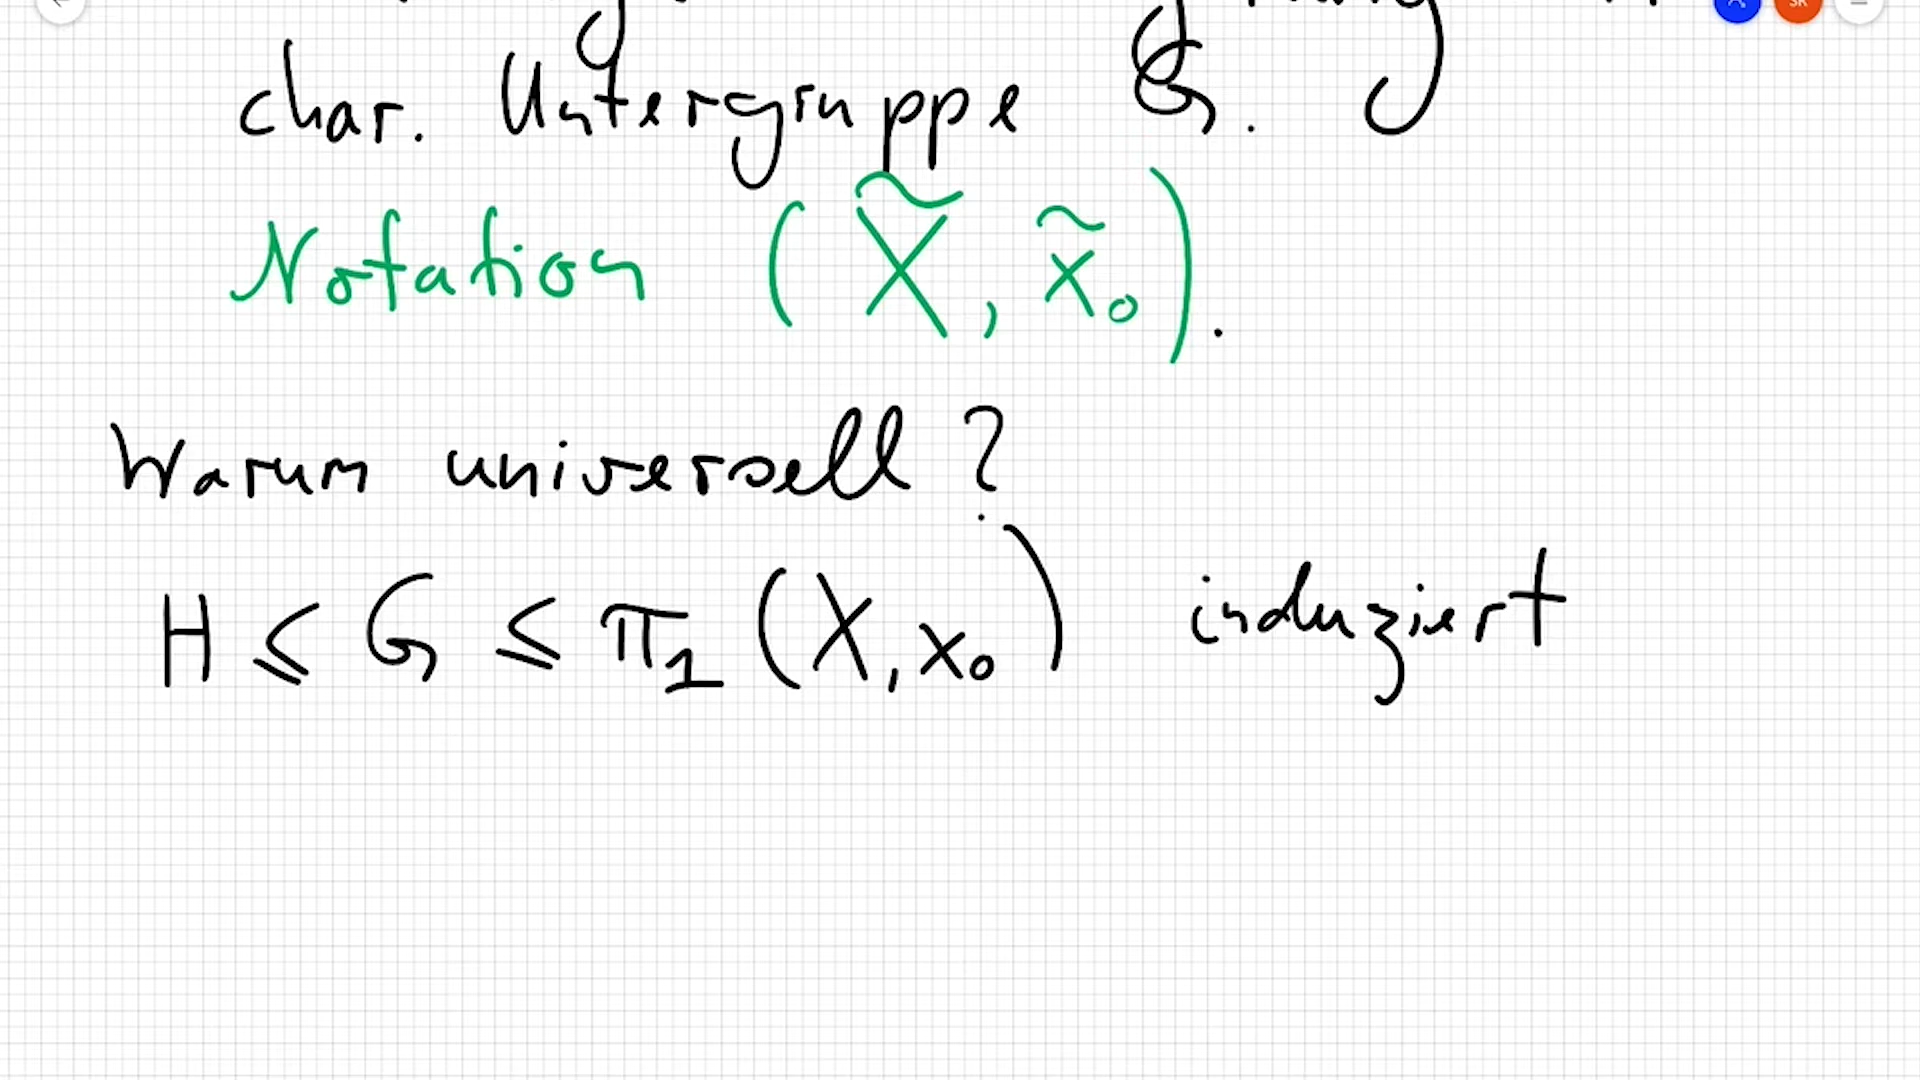 char. Untergruppe G.
Notation (X̃, x̃₀).
Warum universell?
H ≤ G ≤ π₁(X, x₀) induziert